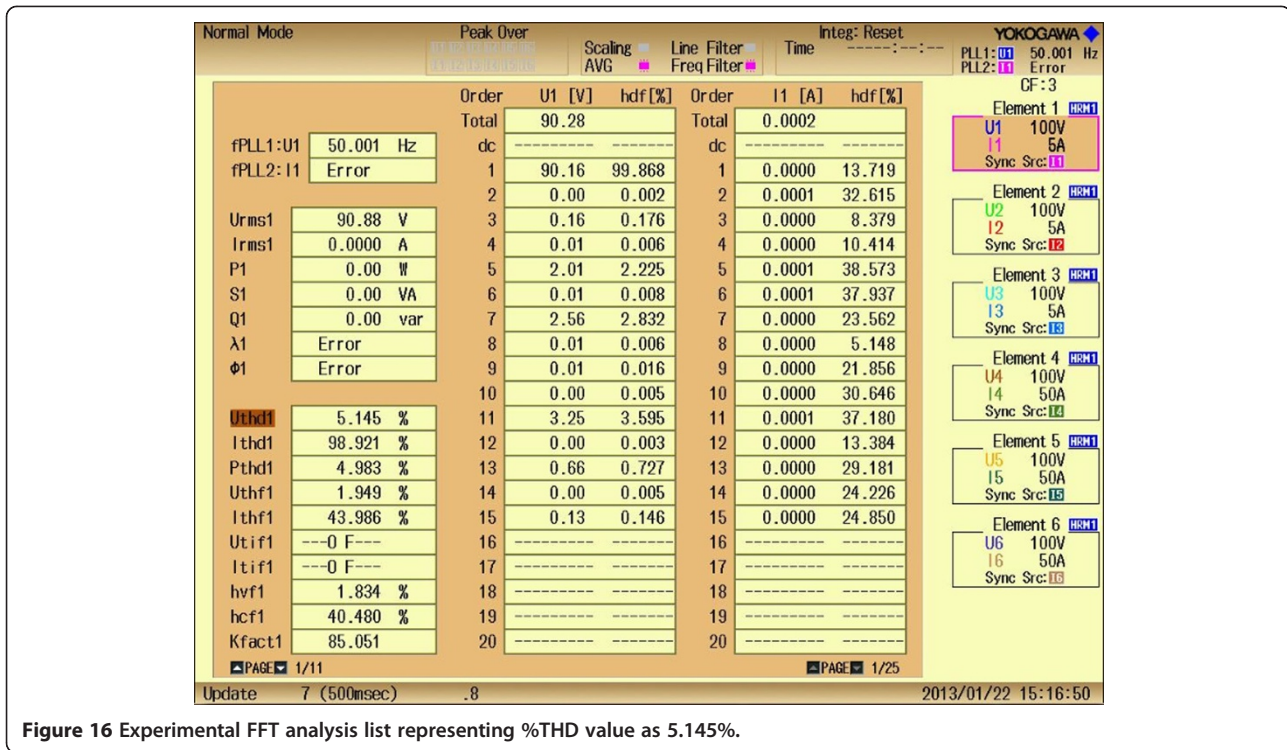 Normal Mode Peak Over Scaling Line Filter Integ: Reset YOKOGAWA
AVG Freq Filter Time -----:--:-- PLL1:U1 50.001 Hz
PLL2:I1 Error
CF:3
Order U1 [V] hdf[%] Order I1 [A] hdf[%]
Total 90.28 Total 0.0002
fPLL1:U1 50.001 Hz dc --------- ------- dc --------- -------
fPLL2:I1 Error 1 90.16 99.868 1 0.0000 13.719
2 0.00 0.002 2 0.0001 32.615
Urms1 90.88 V 3 0.16 0.176 3 0.0000 8.379
Irms1 0.0000 A 4 0.01 0.006 4 0.0000 10.414
P1 0.00 W 5 2.01 2.225 5 0.0001 38.573
S1 0.00 VA 6 0.01 0.008 6 0.0001 37.937
Q1 0.00 var 7 2.56 2.832 7 0.0000 23.562
λ1 Error 8 0.01 0.006 8 0.0000 5.148
Φ1 Error 9 0.01 0.016 9 0.0000 21.856
10 0.00 0.005 10 0.0000 30.646
Uthd1 5.145 % 11 3.25 3.595 11 0.0001 37.180
Ithd1 98.921 % 12 0.00 0.003 12 0.0000 13.384
Pthd1 4.983 % 13 0.66 0.727 13 0.0000 29.181
Uthf1 1.949 % 14 0.00 0.005 14 0.0000 24.226
Ithf1 43.986 % 15 0.13 0.146 15 0.0000 24.850
Utif1 ---O F--- 16 --------- ------- 16 --------- -------
Itif1 ---O F--- 17 --------- ------- 17 --------- -------
hvf1 1.834 % 18 --------- ------- 18 --------- -------
hcf1 40.480 % 19 --------- ------- 19 --------- -------
Kfact1 85.051 20 --------- ------- 20 --------- -------
PAGE 1/11 PAGE 1/25
Element 1 HRM1
U1 100V
I1 5A
Sync Src:I1
Element 2 HRM1
U2 100V
I2 5A
Sync Src:I2
Element 3 HRM1
U3 100V
I3 5A
Sync Src:I3
Element 4 HRM1
U4 100V
I4 50A
Sync Src:I4
Element 5 HRM1
U5 100V
I5 50A
Sync Src:I5
Element 6 HRM1
U6 100V
I6 50A
Sync Src:I6
Update 7 (500msec) .8 2013/01/22 15:16:50
Figure 16 Experimental FFT analysis list representing %THD value as 5.145%.